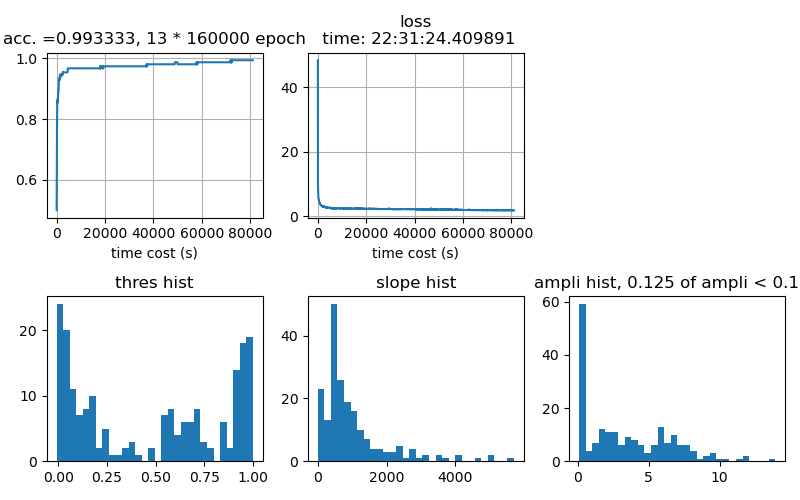 loss
acc. =0.993333, 13 * 160000 epoch time: 22:31:24.409891
1.0
0.8
0.6
0 20000 40000 60000 80000
time cost (s)
40
20
0
0 20000 40000 60000 80000
time cost (s)
thres hist
20
10
0
0.00 0.25 0.50 0.75 1.00
slope hist
40
20
0
0 2000 4000
ampli hist, 0.125 of ampli < 0.1
60
40
20
0
0 5 10